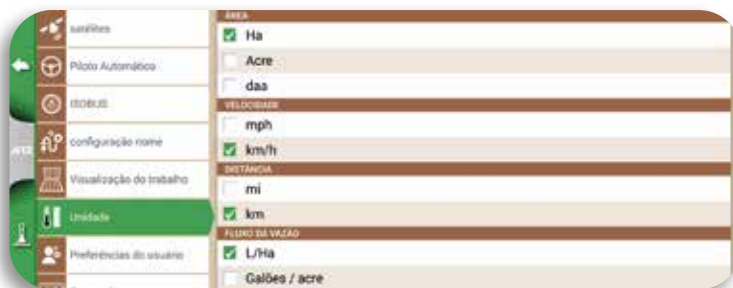 satélites
Piloto Automático
ISOBUS
configuração nome
Visualização do trabalho
Unidade
Preferências do usuário
ÁREA
Ha
Acre
daa
VELOCIDADE
mph
km/h
DISTÂNCIA
mi
km
FLUXO DA VAZÃO
L/Ha
Galões / acre